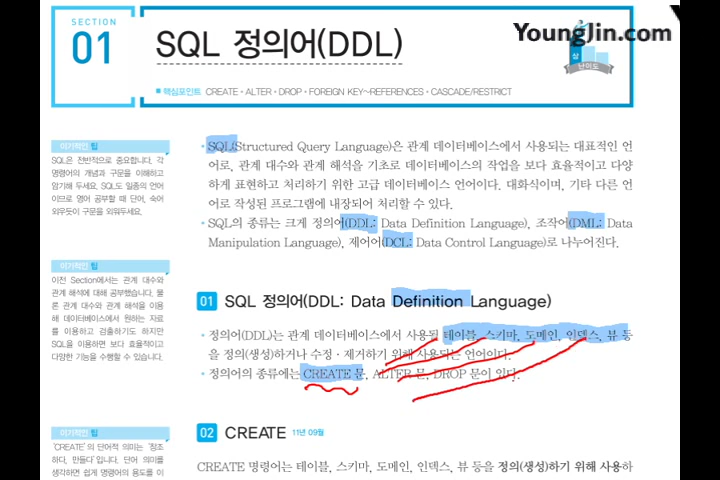 SECTION
01
SQL 정의어(DDL)
YoungJin.com
상
난이도
핵심포인트 CREATE • ALTER • DROP • FOREIGN KEY~REFERENCES • CASCADE/RESTRICT
이기적인 팁
SQL은 전반적으로 중요합니다. 각
명령어의 개념과 구문을 이해하고
암기해 두세요. SQL도 일종의 언어
이므로 영어 공부할 때 단어, 숙어
외우듯이 구문을 외워두세요.
• SQL(Structured Query Language)은 관계 데이터베이스에서 사용되는 대표적인 언
어로, 관계 대수와 관계 해석을 기초로 데이터베이스의 작업을 보다 효율적이고 다양
하게 표현하고 처리하기 위한 고급 데이터베이스 언어이다. 대화식이며, 기타 다른 언
어로 작성된 프로그램에 내장되어 처리할 수 있다.
• SQL의 종류는 크게 정의어(DDL: Data Definition Language), 조작어(DML: Data
Manipulation Language), 제어어(DCL: Data Control Language)로 나누어진다.
이기적인 팁
이전 Section에서는 관계 대수와
관계 해석에 대해 공부했습니다. 물
론 관계 대수와 관계 해석을 이용
해 데이터베이스에서 원하는 자료
를 이용하고 검출하기도 하지만
SQL을 이용하면 보다 효율적이고
다양한 기능을 수행할 수 있습니다.
01 SQL 정의어(DDL: Data Definition Language)
• 정의어(DDL)는 관계 데이터베이스에서 사용될 테이블, 스키마, 도메인, 인덱스, 뷰 등
을 정의(생성)하거나 수정·제거하기 위해 사용되는 언어이다.
• 정의어의 종류에는 CREATE 문, ALTER 문, DROP 문이 있다.
이기적인 팁
'CREATE'의 단어적 의미는 '창조
하다, 만들다'입니다. 단어 의미를
생각하면 쉽게 명령어의 용도를 이
02 CREATE 11년 09월
CREATE 명령어는 테이블, 스키마, 도메인, 인덱스, 뷰 등을 정의(생성)하기 위해 사용하